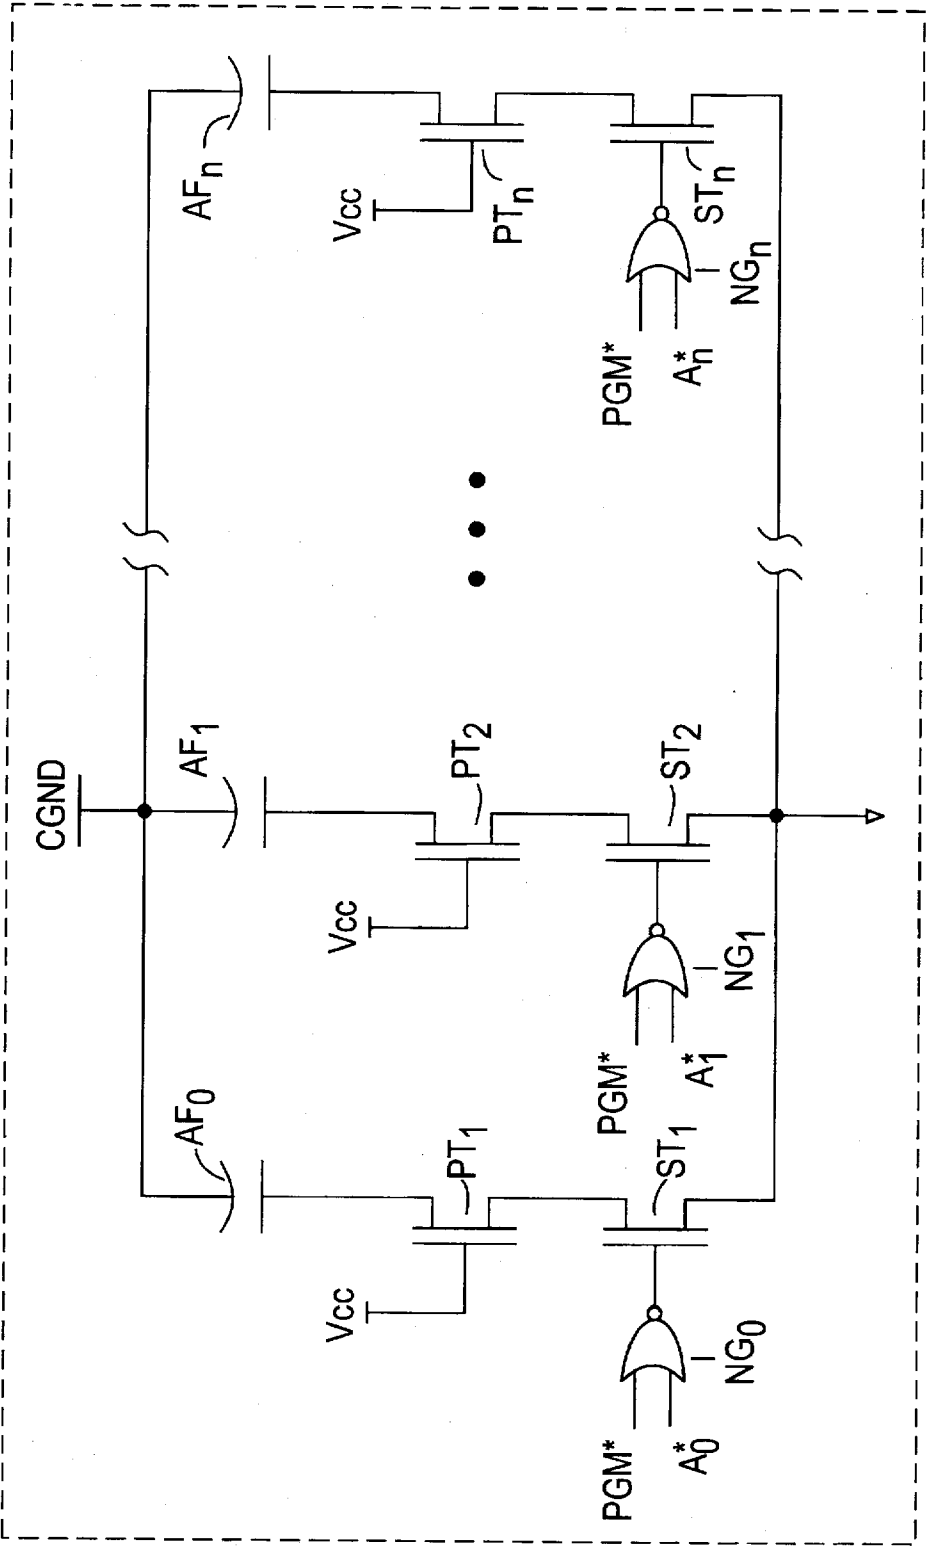 CGND
AF₀
AF₁
AFₙ
Vcc
PT₁
Vcc
PT₂
Vcc
PTₙ
PGM*
A₀*
NG₀
ST₁
PGM*
A₁*
NG₁
ST₂
PGM*
Aₙ*
NGₙ
STₙ